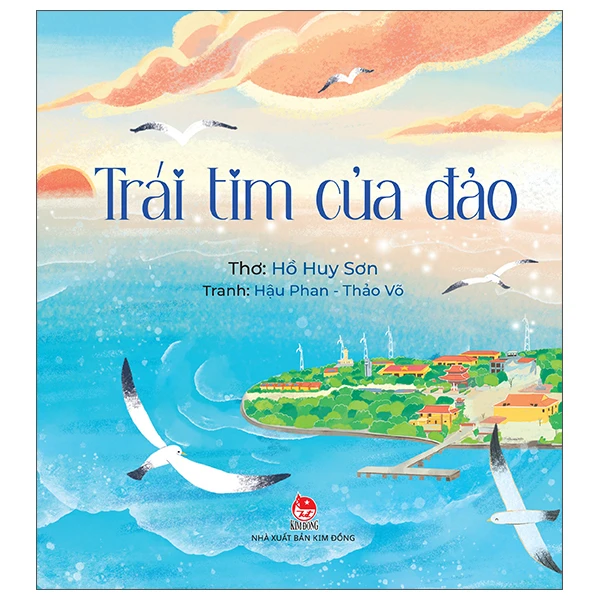 Trái tim của đảo
Thơ: Hồ Huy Sơn
Tranh: Hậu Phan - Thảo Võ
KIM ĐỒNG
NHÀ XUẤT BẢN KIM ĐỒNG